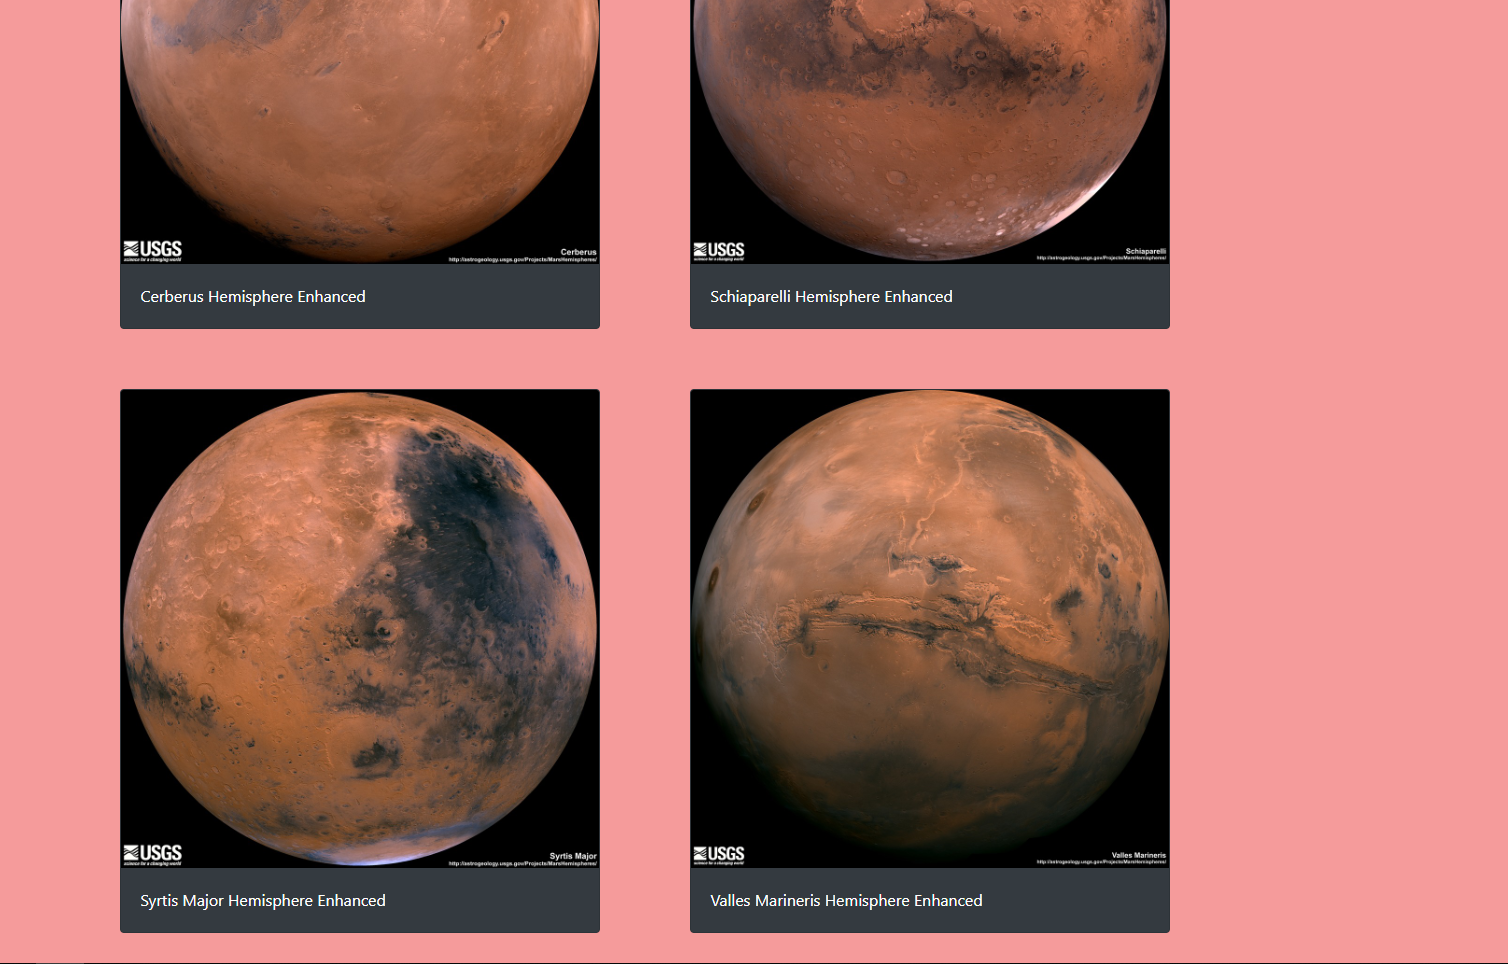 USGS
science for a changing world
Cerberus
http://astrogeology.usgs.gov/Projects/MarsHemispheres/
Cerberus Hemisphere Enhanced
USGS
science for a changing world
Schiaparelli
http://astrogeology.usgs.gov/Projects/MarsHemispheres/
Schiaparelli Hemisphere Enhanced
USGS
science for a changing world
Syrtis Major
http://astrogeology.usgs.gov/Projects/MarsHemispheres/
Syrtis Major Hemisphere Enhanced
USGS
science for a changing world
Valles Marineris
http://astrogeology.usgs.gov/Projects/MarsHemispheres/
Valles Marineris Hemisphere Enhanced